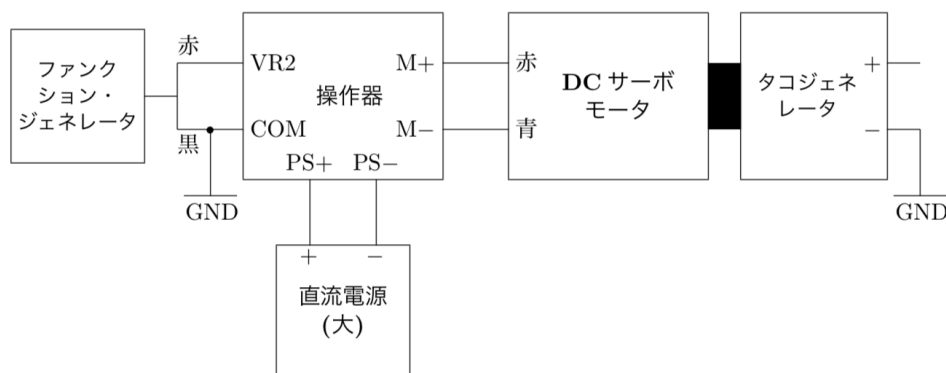 ファンク
ション・
ジェネレータ
赤
黒
GND
VR2
COM
操作器
M+
M−
PS+
PS−
+
−
直流電源
(大)
赤
青
DC サーボ
モータ
タコジェネ
レータ
+
−
GND